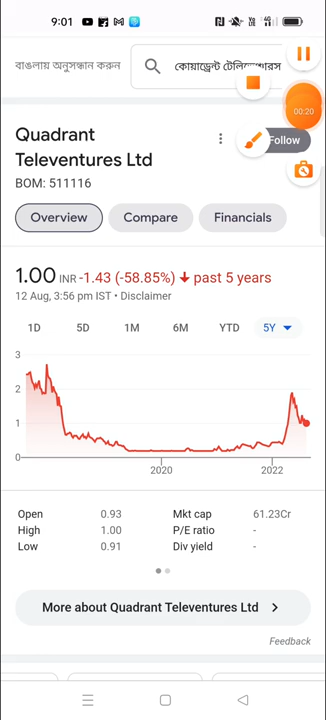 9:01
বাঙলায় অনুসন্ধান করুন
00:20
Follow
Quadrant
Televentures Ltd
BOM: 511116
Overview
Compare
Financials
1.00 INR -1.43 (-58.85%) past 5 years
12 Aug, 3:56 pm IST • Disclaimer
1D 5D 1M 6M YTD 5Y
3
2
1
0
2020 2022
Open 0.93 Mkt cap 61.23Cr
High 1.00 P/E ratio -
Low 0.91 Div yield -
More about Quadrant Televentures Ltd
Feedback